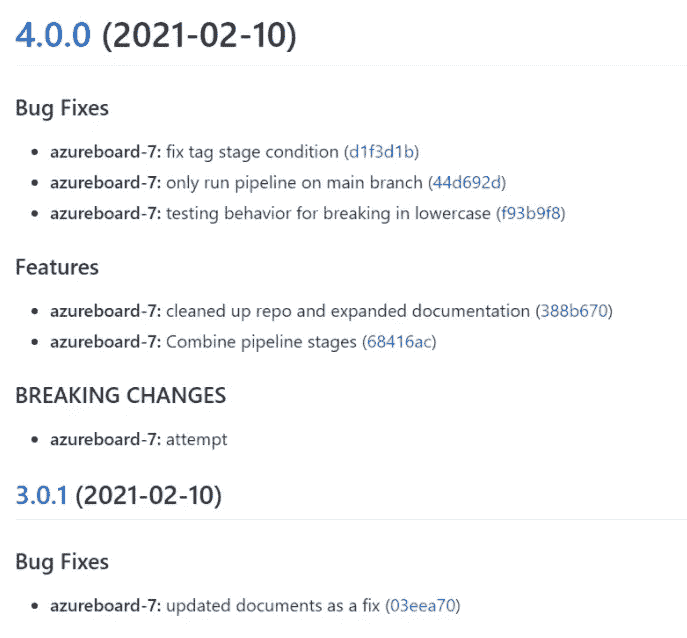 4.0.0 (2021-02-10)
Bug Fixes
• azureboard-7: fix tag stage condition (d1f3d1b)
• azureboard-7: only run pipeline on main branch (44d692d)
• azureboard-7: testing behavior for breaking in lowercase (f93b9f8)
Features
• azureboard-7: cleaned up repo and expanded documentation (388b670)
• azureboard-7: Combine pipeline stages (68416ac)
BREAKING CHANGES
• azureboard-7: attempt
3.0.1 (2021-02-10)
Bug Fixes
• azureboard-7: updated documents as a fix (03eea70)